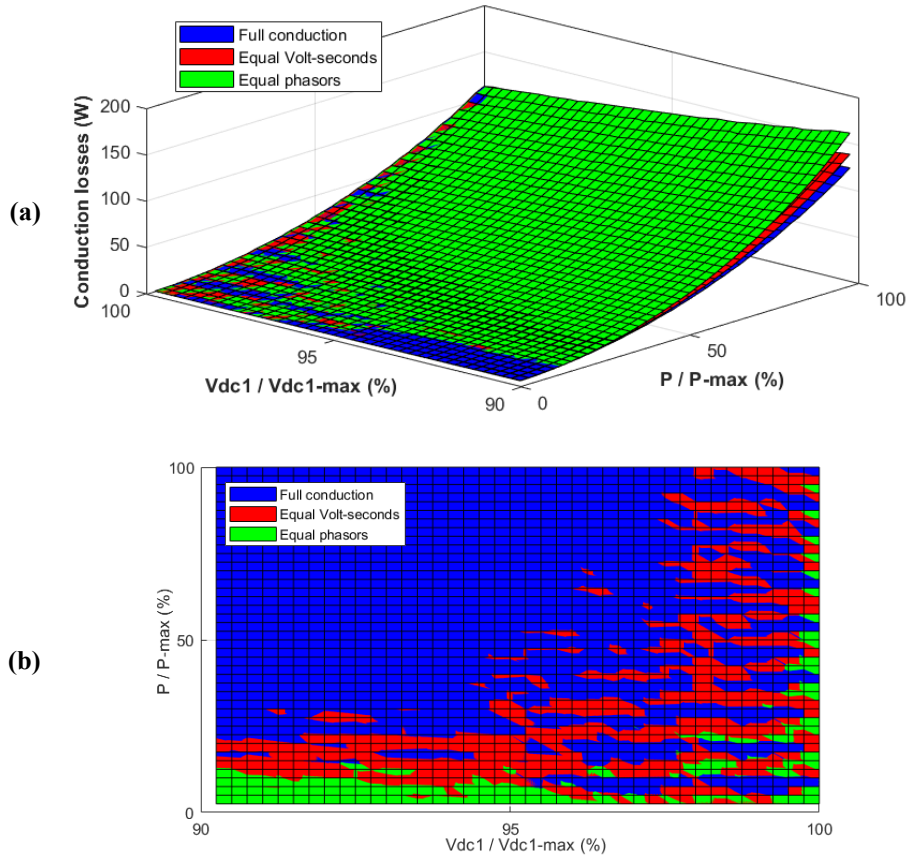 Full conduction
Equal Volt-seconds
Equal phasors
Conduction losses (W)
200
150
100
50
0
100
95
90
Vdc1 / Vdc1-max (%)
0
50
100
P / P-max (%)
(a)
100
50
0
P / P-max (%)
Full conduction
Equal Volt-seconds
Equal phasors
90
95
100
Vdc1 / Vdc1-max (%)
(b)